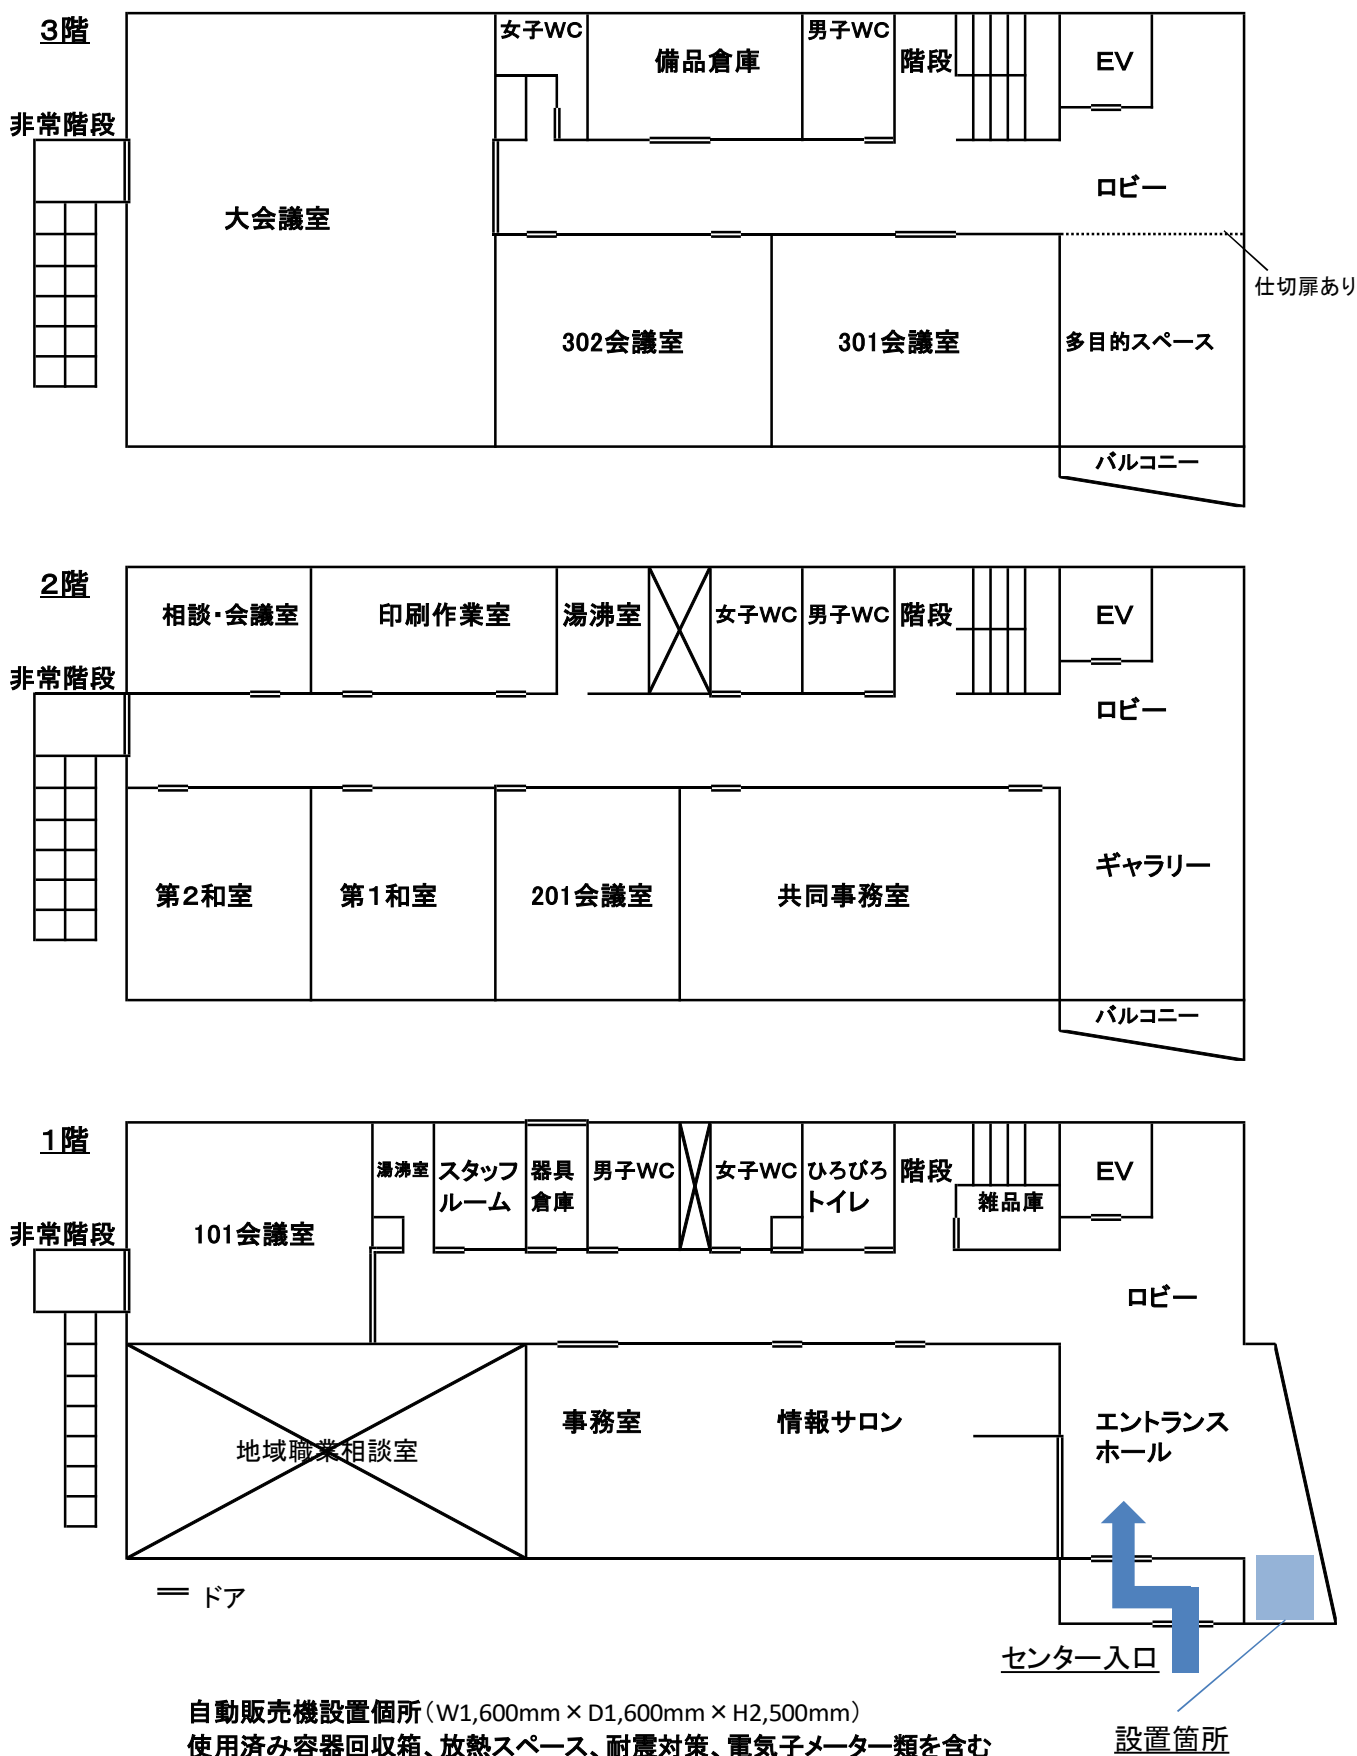 3階
女子WC
備品倉庫
男子WC
階段
EV
非常階段
大会議室
ロビー
仕切扉あり
302会議室
301会議室
多目的スペース
バルコニー
2階
相談・会議室
印刷作業室
湯沸室
女子WC
男子WC
階段
EV
非常階段
ロビー
第2和室
第1和室
201会議室
共同事務室
ギャラリー
バルコニー
1階
101会議室
湯沸室
スタッフ
ルーム
器具
倉庫
男子WC
女子WC
ひろびろ
トイレ
階段
雑品庫
EV
非常階段
ロビー
地域職業相談室
事務室
情報サロン
エントランス
ホール
ドア
センター入口
設置箇所
自動販売機設置個所(W1,600mm×D1,600mm×H2,500mm)
使用済み容器回収箱、放熱スペース、耐震対策、電気子メーター類を含む